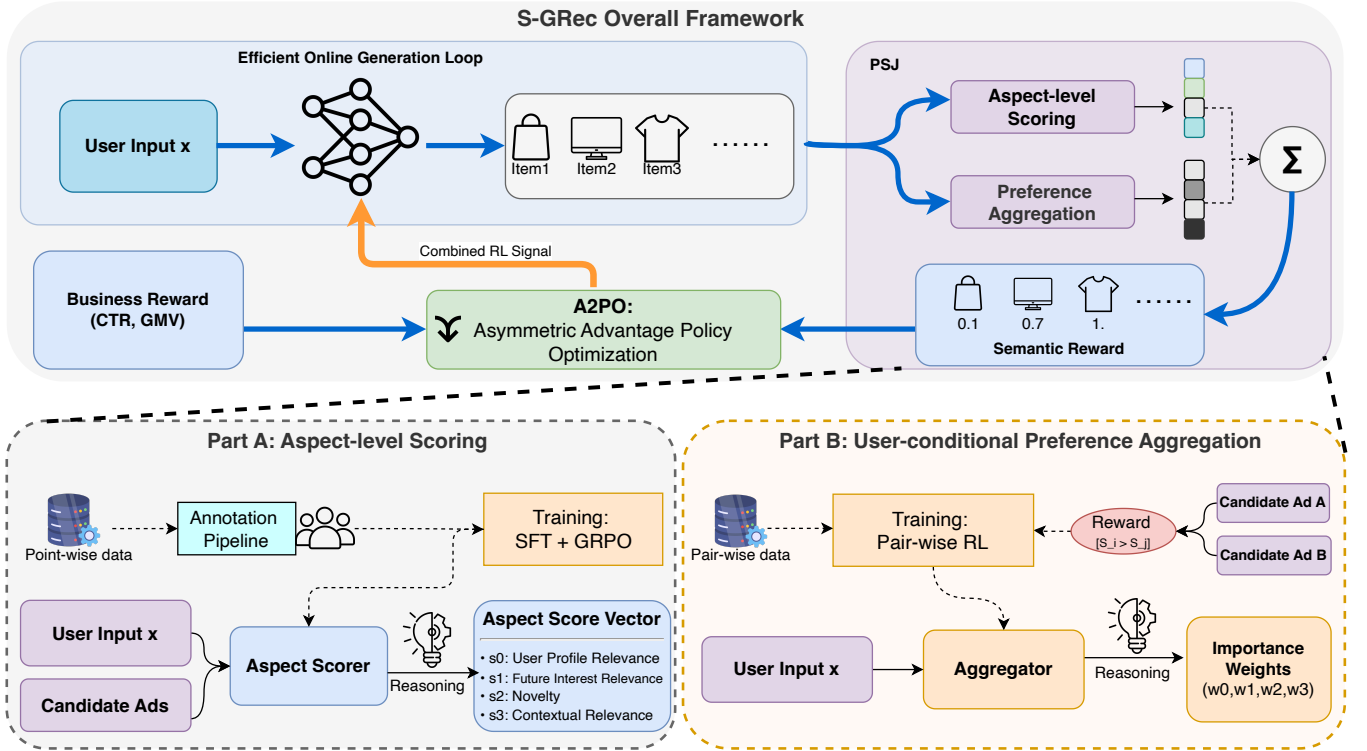 S-GRec Overall Framework
Efficient Online Generation Loop
User Input x
Item1
Item2
Item3
......
PSJ
Aspect-level
Scoring
Preference
Aggregation
Σ
Combined RL Signal
Business Reward
(CTR, GMV)
A2PO:
Asymmetric Advantage Policy
Optimization
0.1
0.7
1.
......
Semantic Reward
Part A: Aspect-level Scoring
Point-wise data
Annotation
Pipeline
Training:
SFT + GRPO
User Input x
Candidate Ads
Aspect Scorer
Reasoning
Aspect Score Vector
• s0: User Profile Relevance
• s1: Future Interest Relevance
• s2: Novelty
• s3: Contextual Relevance
Part B: User-conditional Preference Aggregation
Pair-wise data
Training:
Pair-wise RL
Reward
[S_i > S_j]
Candidate Ad A
Candidate Ad B
User Input x
Aggregator
Reasoning
Importance
Weights
(w0,w1,w2,w3)